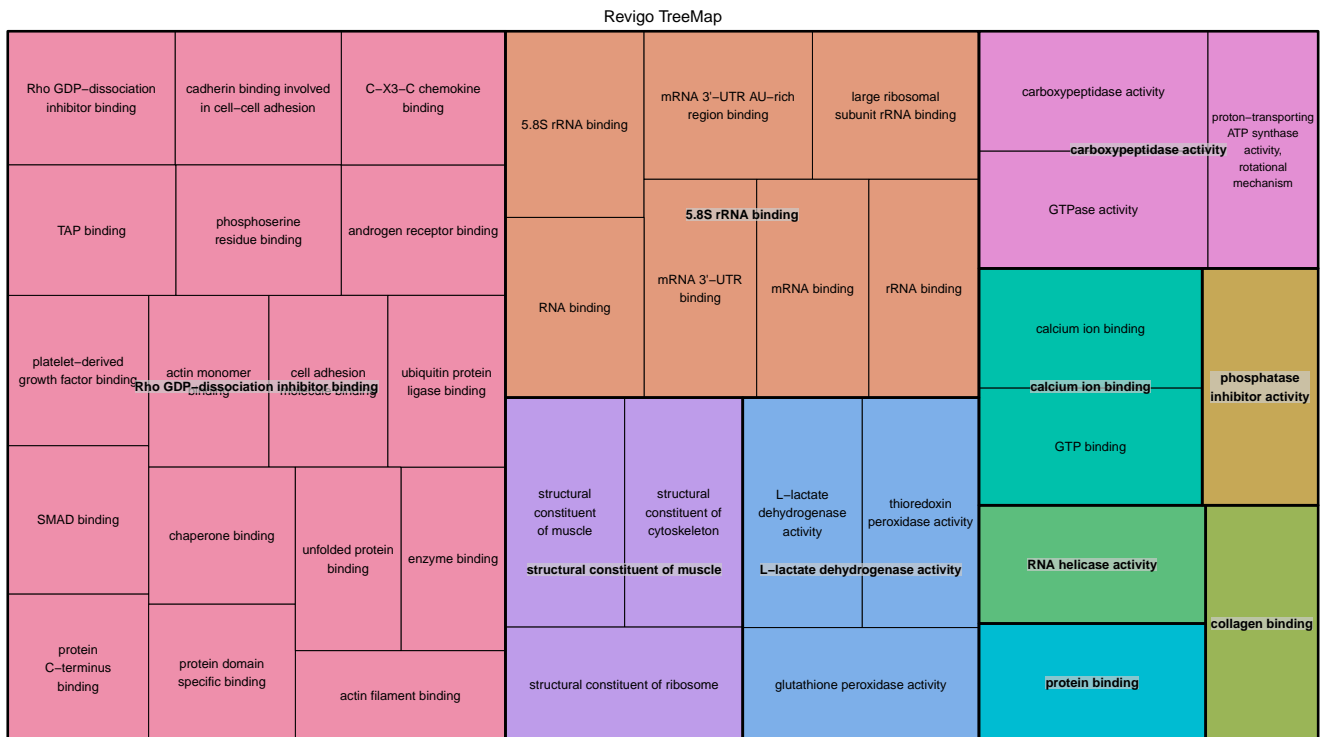 Revigo TreeMap
Rho GDP−dissociation
inhibitor binding
cadherin binding involved
in cell−cell adhesion
C−X3−C chemokine
binding
TAP binding
phosphoserine
residue binding
androgen receptor binding
platelet−derived
growth factor binding
actin monomer
binding
cell adhesion
molecule binding
ubiquitin protein
ligase binding
Rho GDP−dissociation inhibitor binding
SMAD binding
chaperone binding
unfolded protein
binding
enzyme binding
protein
C−terminus
binding
protein domain
specific binding
actin filament binding
5.8S rRNA binding
mRNA 3'−UTR AU−rich
region binding
large ribosomal
subunit rRNA binding
5.8S rRNA binding
RNA binding
mRNA 3'−UTR
binding
mRNA binding
rRNA binding
structural
constituent
of muscle
structural
constituent of
cytoskeleton
structural constituent of muscle
structural constituent of ribosome
L−lactate
dehydrogenase
activity
thioredoxin
peroxidase activity
L−lactate dehydrogenase activity
glutathione peroxidase activity
carboxypeptidase activity
proton−transporting
ATP synthase
activity,
rotational
mechanism
carboxypeptidase activity
GTPase activity
calcium ion binding
calcium ion binding
GTP binding
phosphatase
inhibitor activity
RNA helicase activity
collagen binding
protein binding